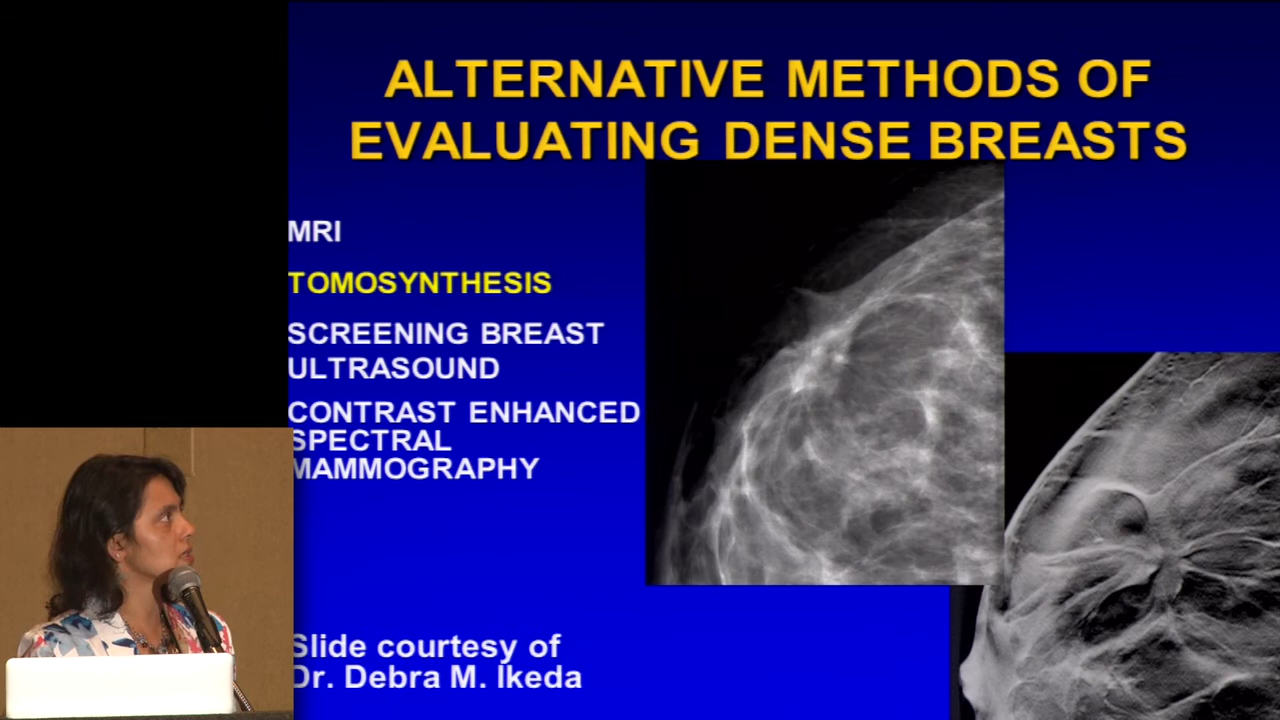 ALTERNATIVE METHODS OF
EVALUATING DENSE BREASTS
MRI
TOMOSYNTHESIS
SCREENING BREAST
ULTRASOUND
CONTRAST ENHANCED
SPECTRAL
MAMMOGRAPHY
Slide courtesy of
Dr. Debra M. Ikeda